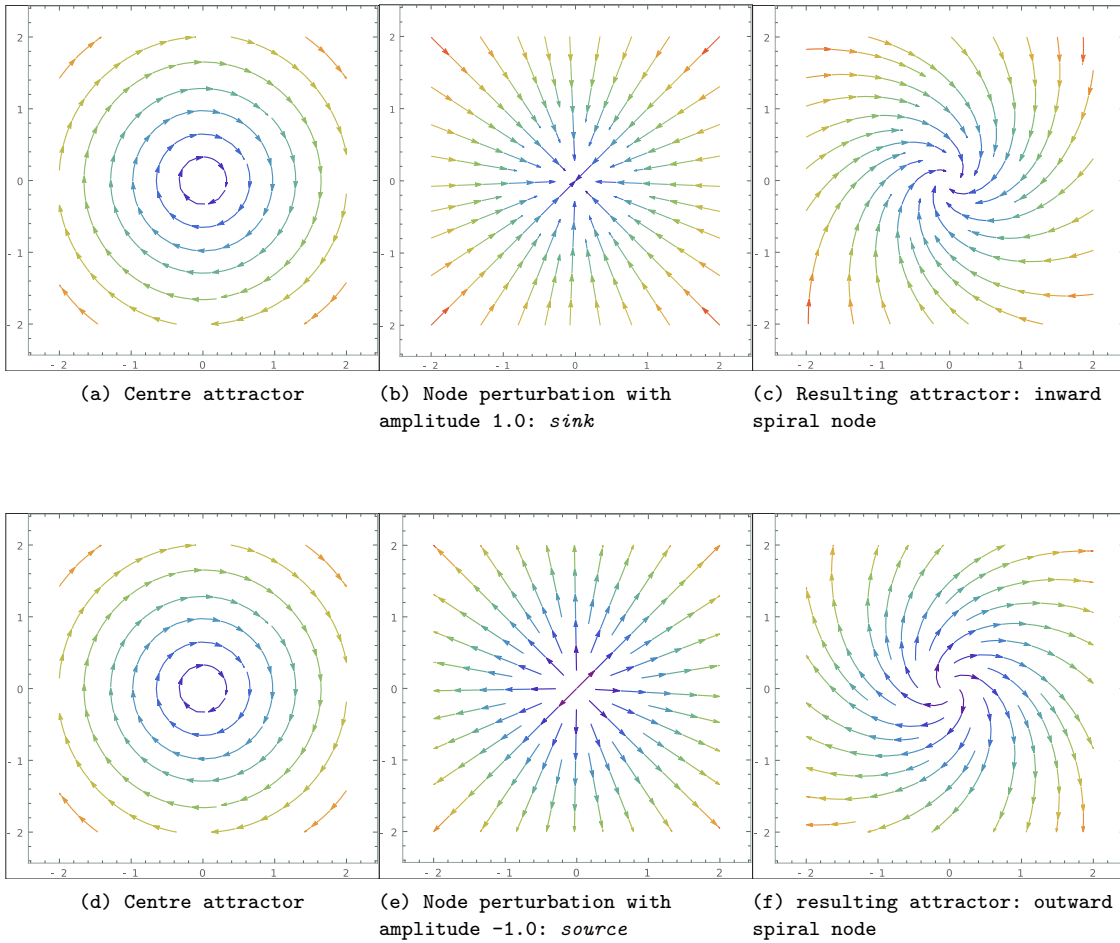 2
1
0
- 1
- 2
- 2 - 1 0 1 2
2
1
0
- 1
- 2
- 2 - 1 0 1 2
2
1
0
- 1
- 2
- 2 - 1 0 1 2
(a) Centre attractor
(b) Node perturbation with
amplitude 1.0: sink
(c) Resulting attractor: inward
spiral node
2
1
0
- 1
- 2
- 2 - 1 0 1 2
2
1
0
- 1
- 2
- 2 - 1 0 1 2
2
1
0
- 1
- 2
- 2 - 1 0 1 2
(d) Centre attractor
(e) Node perturbation with
amplitude -1.0: source
(f) resulting attractor: outward
spiral node